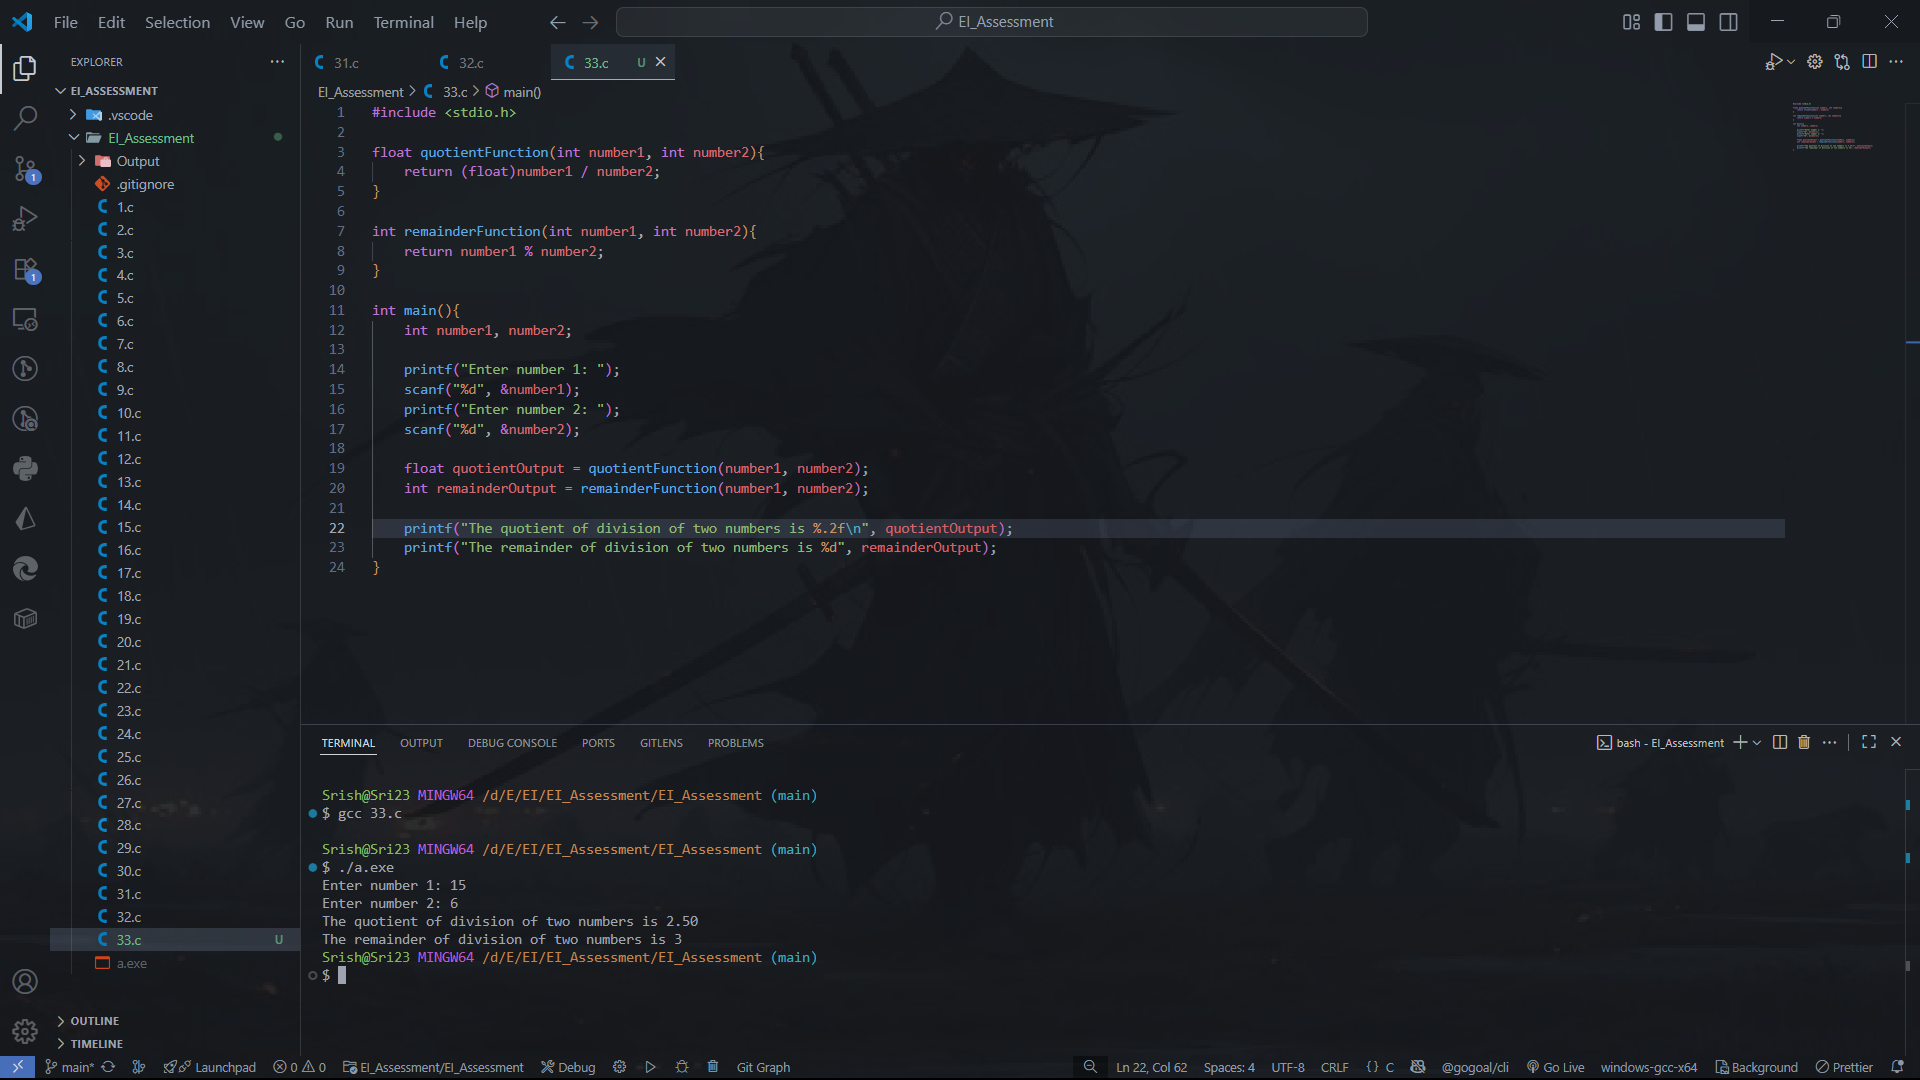 File Edit Selection View Go Run Terminal Help
EI_Assessment
EXPLORER
EI_ASSESSMENT
.vscode
EI_Assessment
Output
.gitignore
1.c
2.c
3.c
4.c
5.c
6.c
7.c
8.c
9.c
10.c
11.c
12.c
13.c
14.c
15.c
16.c
17.c
18.c
19.c
20.c
21.c
22.c
23.c
24.c
25.c
26.c
27.c
28.c
29.c
30.c
31.c
32.c
33.c U
a.exe
OUTLINE
TIMELINE
1
1
31.c 32.c 33.c U
EI_Assessment > 33.c > main()
1 #include <stdio.h>
2
3 float quotientFunction(int number1, int number2){
4 return (float)number1 / number2;
5 }
6
7 int remainderFunction(int number1, int number2){
8 return number1 % number2;
9 }
10
11 int main(){
12 int number1, number2;
13
14 printf("Enter number 1: ");
15 scanf("%d", &number1);
16 printf("Enter number 2: ");
17 scanf("%d", &number2);
18
19 float quotientOutput = quotientFunction(number1, number2);
20 int remainderOutput = remainderFunction(number1, number2);
21
22 printf("The quotient of division of two numbers is %.2f\n", quotientOutput);
23 printf("The remainder of division of two numbers is %d", remainderOutput);
24 }
TERMINAL OUTPUT DEBUG CONSOLE PORTS GITLENS PROBLEMS
bash - EI_Assessment
Srish@Sri23 MINGW64 /d/E/EI/EI_Assessment/EI_Assessment (main)
$ gcc 33.c
Srish@Sri23 MINGW64 /d/E/EI/EI_Assessment/EI_Assessment (main)
$ ./a.exe
Enter number 1: 15
Enter number 2: 6
The quotient of division of two numbers is 2.50
The remainder of division of two numbers is 3
Srish@Sri23 MINGW64 /d/E/EI/EI_Assessment/EI_Assessment (main)
$
main* Launchpad 0 0 EI_Assessment/EI_Assessment Debug Git Graph Ln 22, Col 62 Spaces: 4 UTF-8 CRLF {} C @gogoal/cli Go Live windows-gcc-x64 Background Prettier